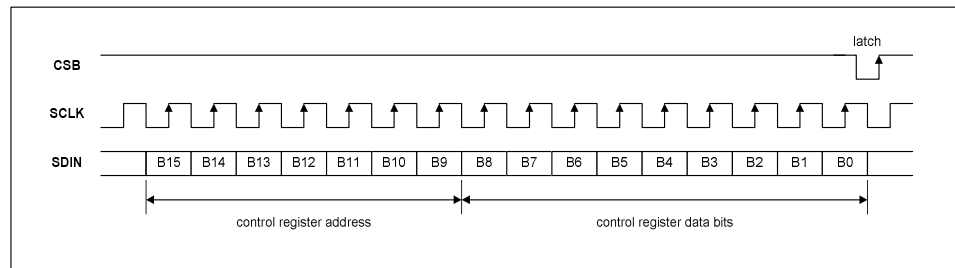 latch
CSB
SCLK
SDIN B15 B14 B13 B12 B11 B10 B9 B8 B7 B6 B5 B4 B3 B2 B1 B0
control register address control register data bits